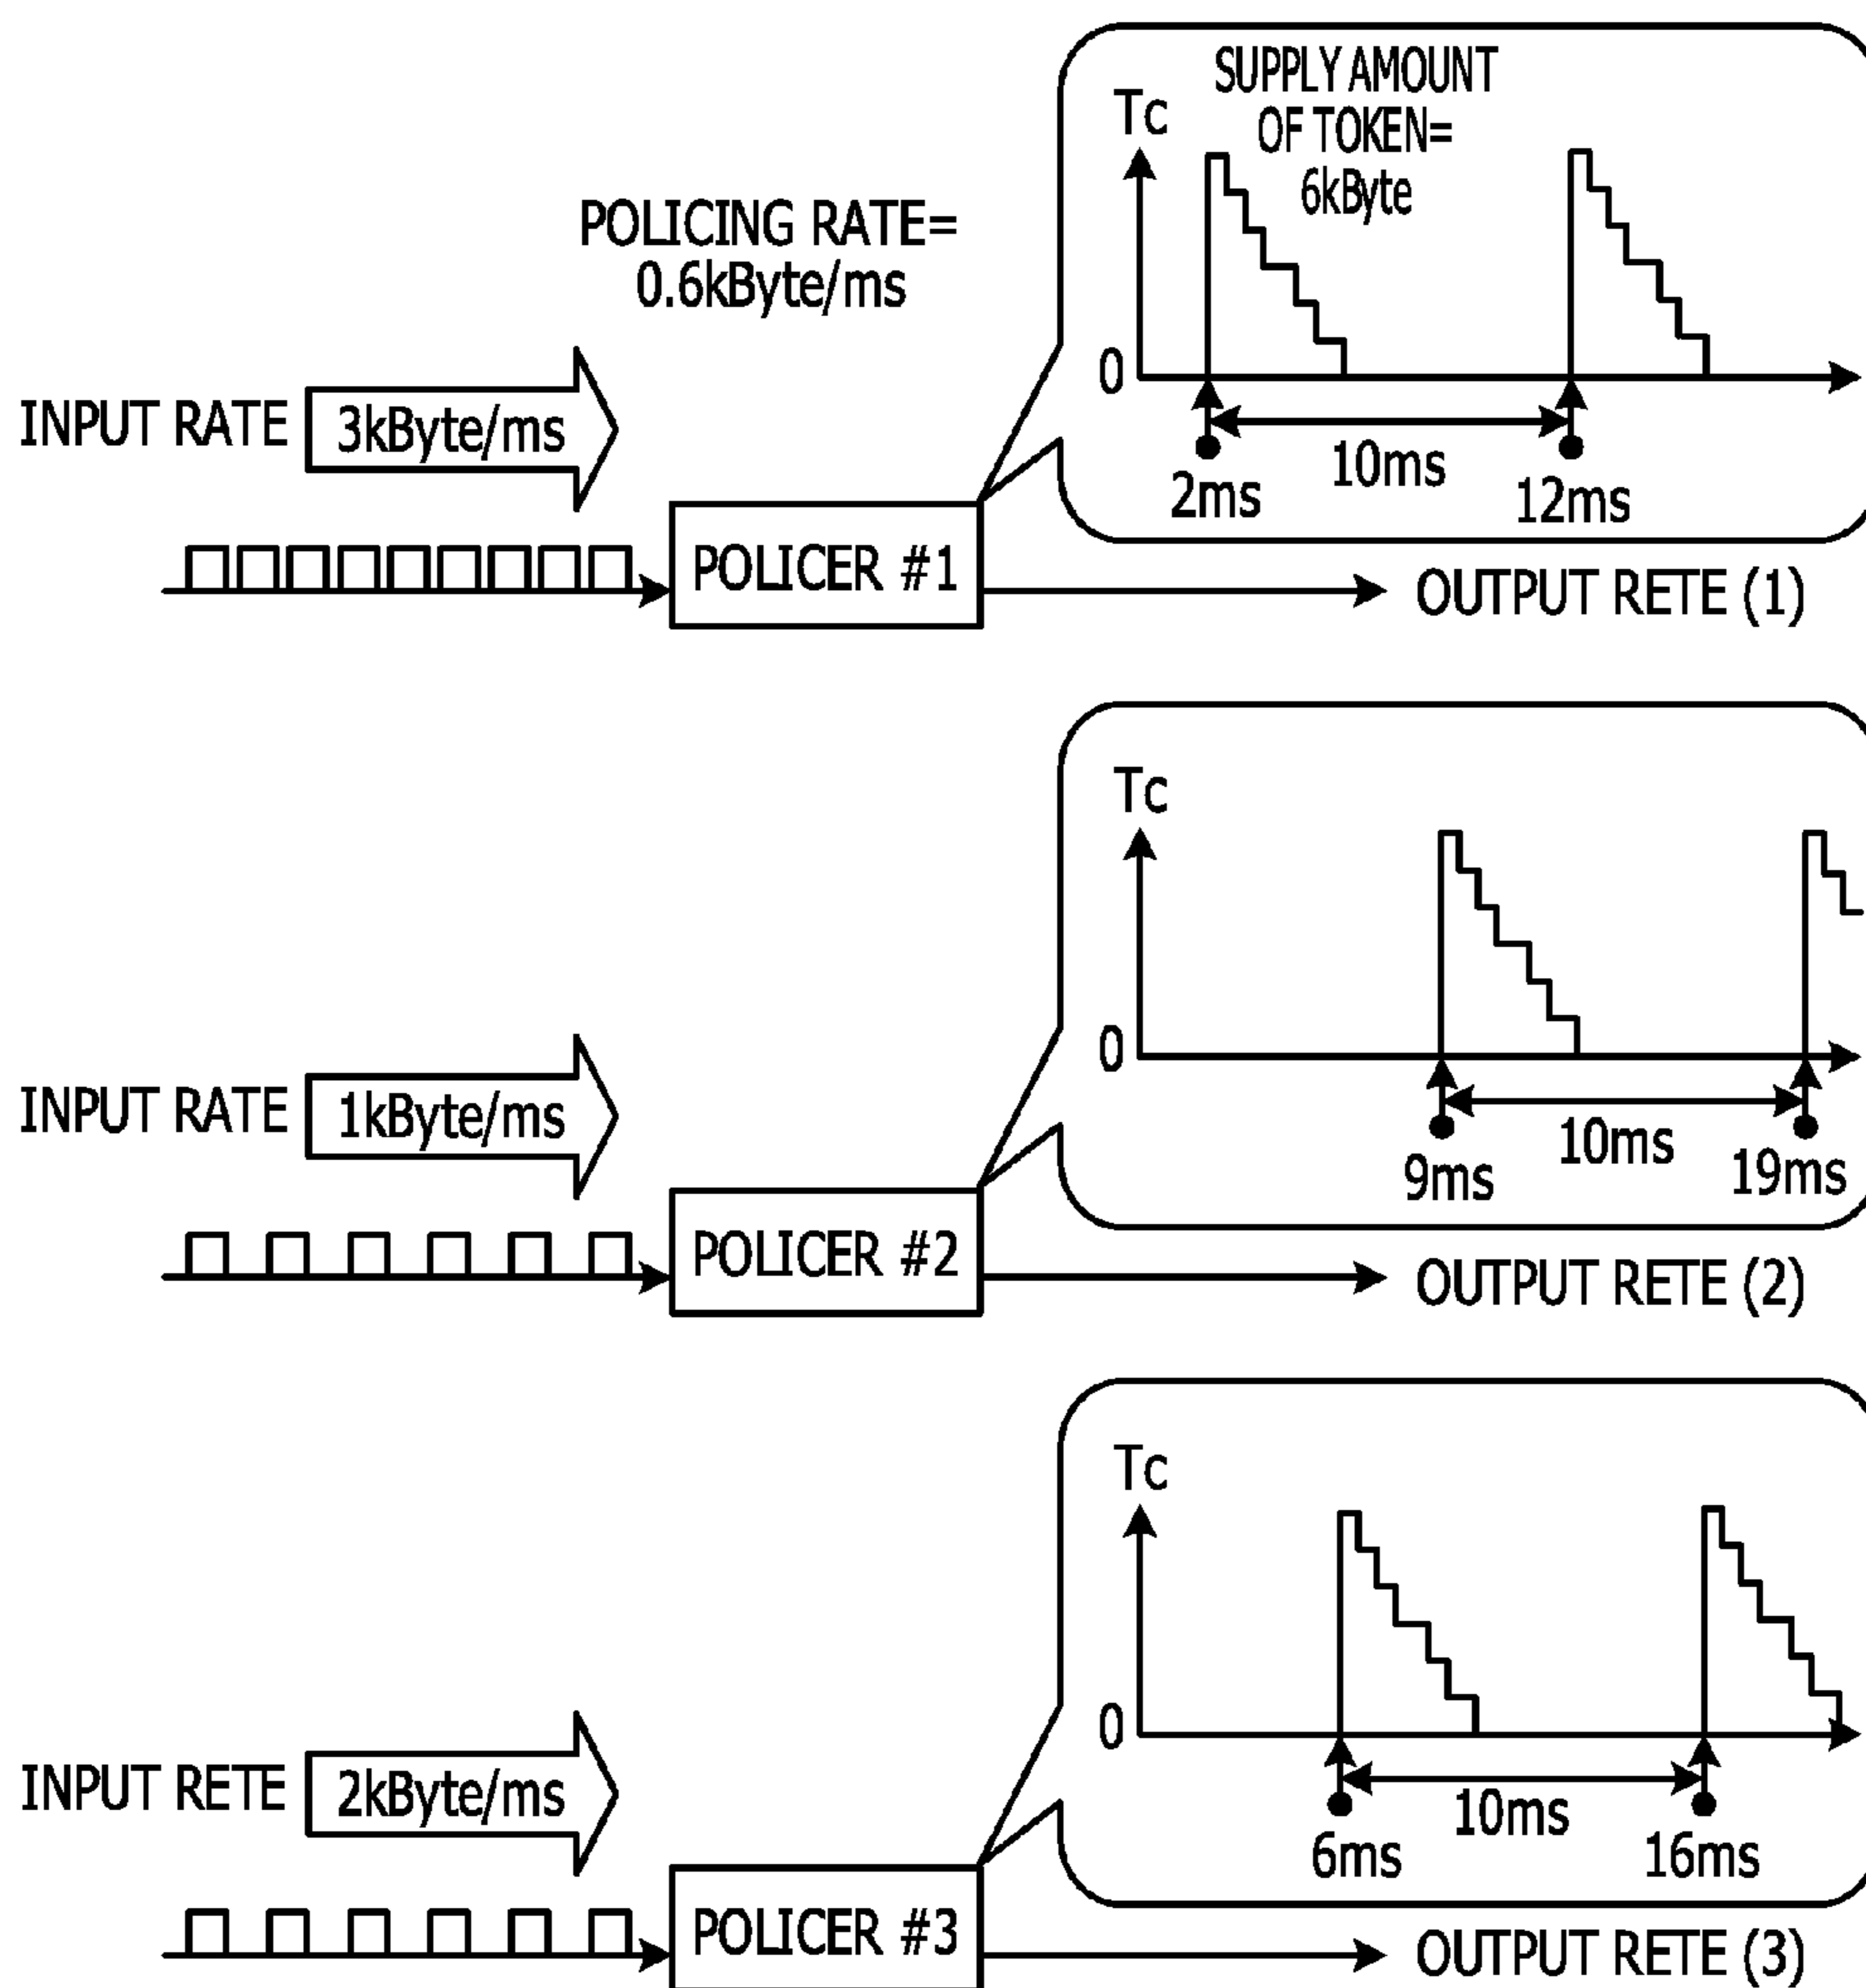 SUPPLY AMOUNT
OF TOKEN=
6kByte
Tc
POLICING RATE=
0.6kByte/ms
0
INPUT RATE
3kByte/ms
10ms
2ms
12ms
POLICER #1
OUTPUT RETE (1)
Tc
0
INPUT RATE
1kByte/ms
10ms
9ms
19ms
POLICER #2
OUTPUT RETE (2)
Tc
0
INPUT RETE
2kByte/ms
10ms
6ms
16ms
POLICER #3
OUTPUT RETE (3)